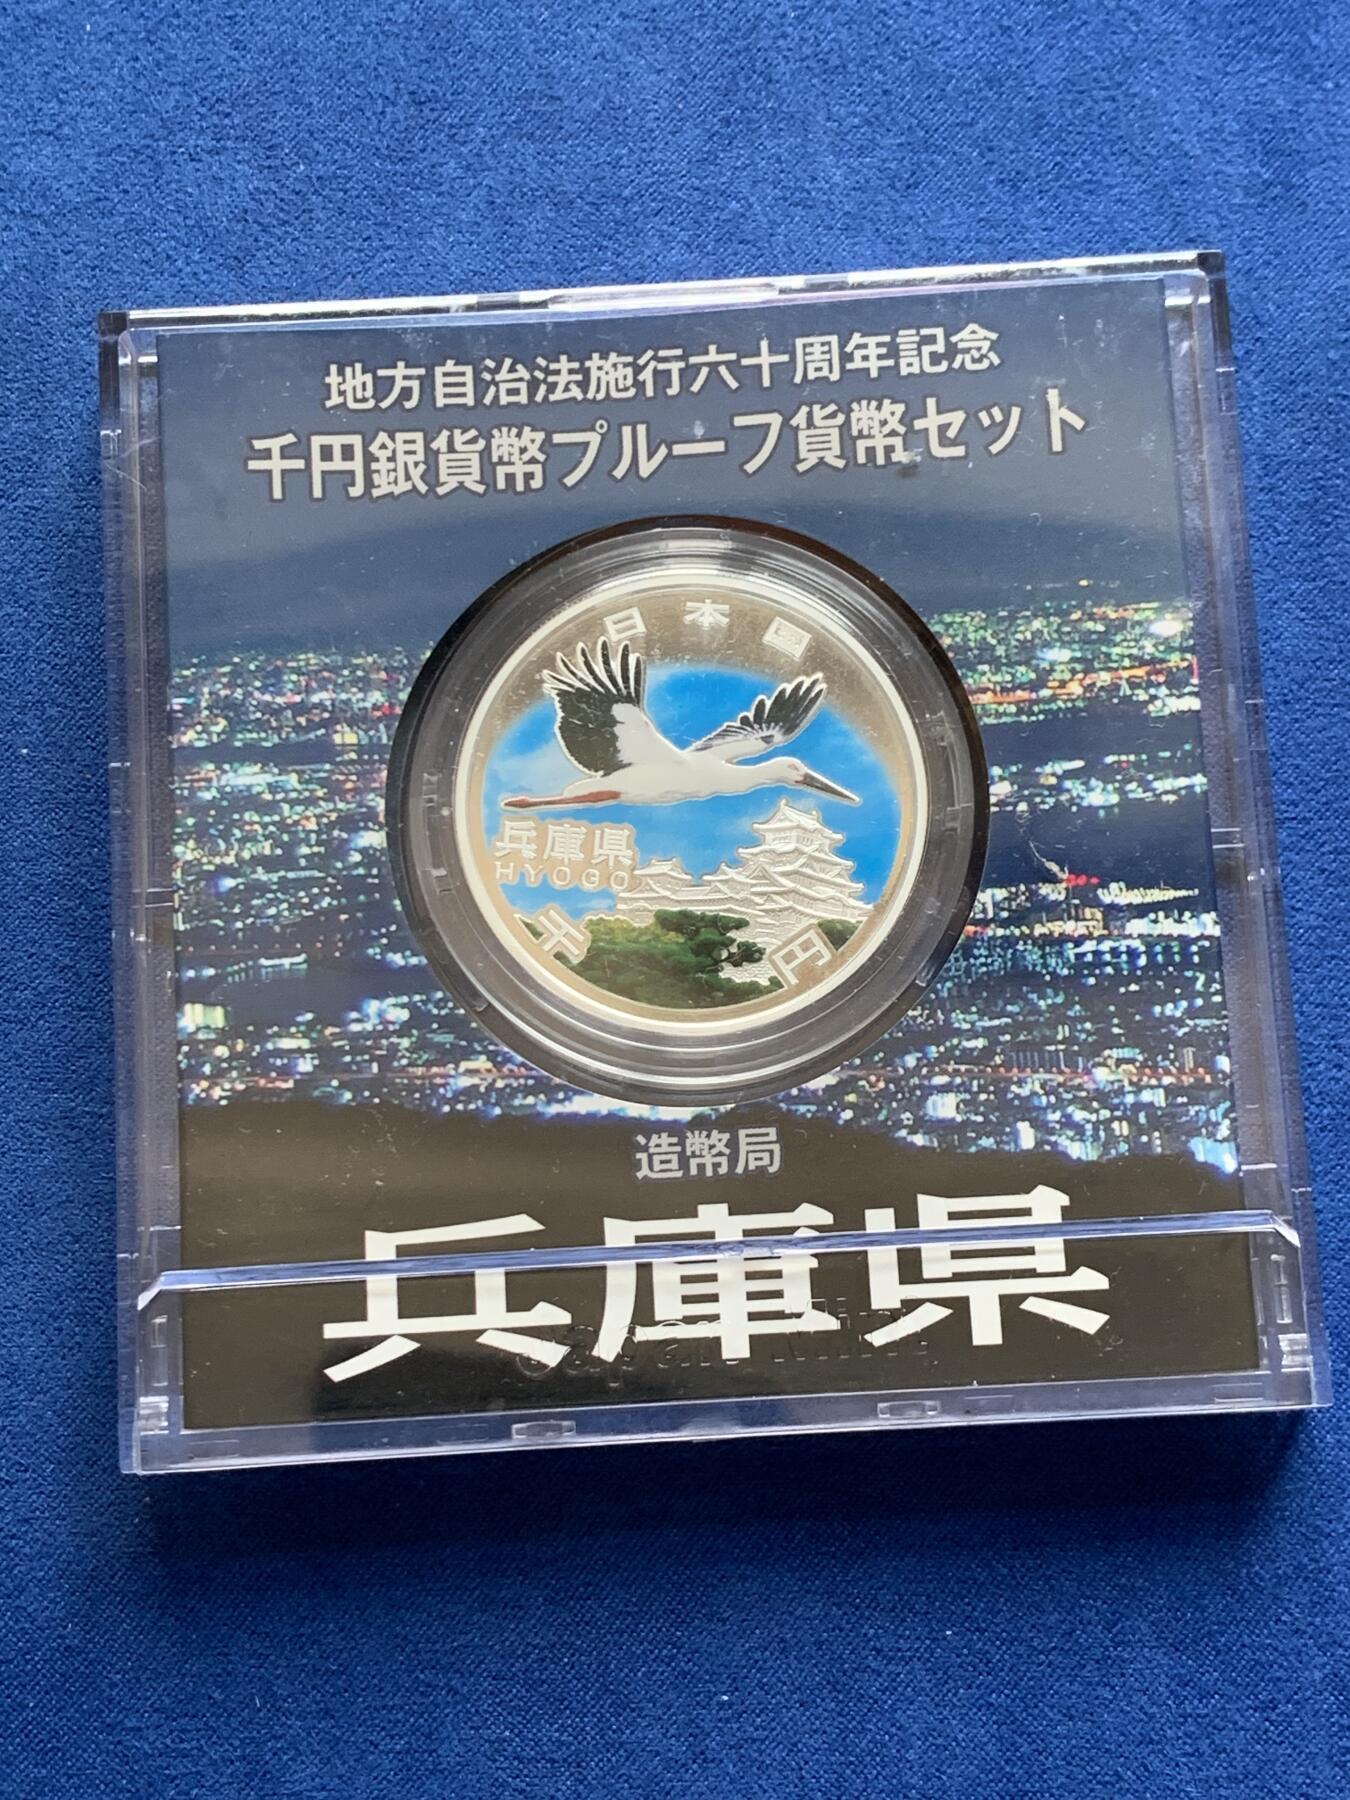 地方自治法施行六十周年記念
千円銀貨幣プルーフ貨幣セット
日本国
兵庫県
HYOGO
千円
造幣局
兵庫県
Japan Mint